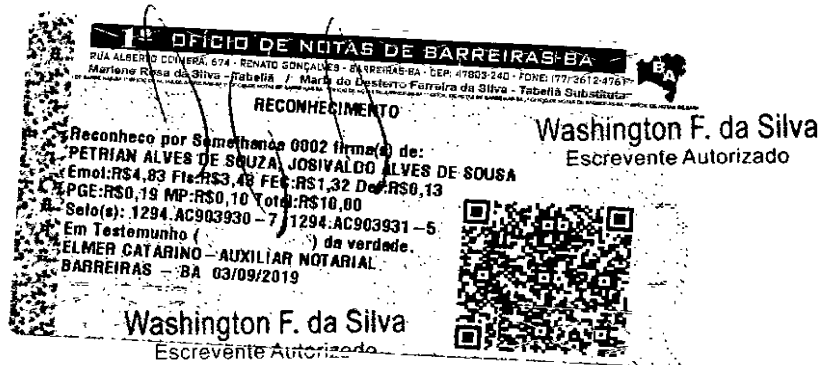 1º OFÍCIO DE NOTAS DE BARREIRAS-BA
RUA ALBERTO COIMBRA, 674 - RENATO GONÇALVES - BARREIRAS-BA - CEP: 47803-240 - FONE: (77) 3612-4767
Marlene Rosa da Silva - Tabeliã / Maria do Desterro Ferreira da Silva - Tabeliã Substituta
BA
RECONHECIMENTO
Reconheco por Semelhanca 0002 firma(s) de:
PETRIAN ALVES DE SOUZA, JOSIVALDO ALVES DE SOUSA
Emol:R$4,83 Fis:R$3,43 FEC:R$1,32 Def:R$0,13
PGE:R$0,19 MP:R$0,10 Total:R$10,00
Selo(s): 1294.AC903930-7, 1294.AC903931-5
Em Testemunho ( ) da verdade.
ELMER CATARINO-AUXILIAR NOTARIAL
BARREIRAS - BA 03/09/2019
Washington F. da Silva
Escrevente Autorizado
Washington F. da Silva
Escrevente Autorizado